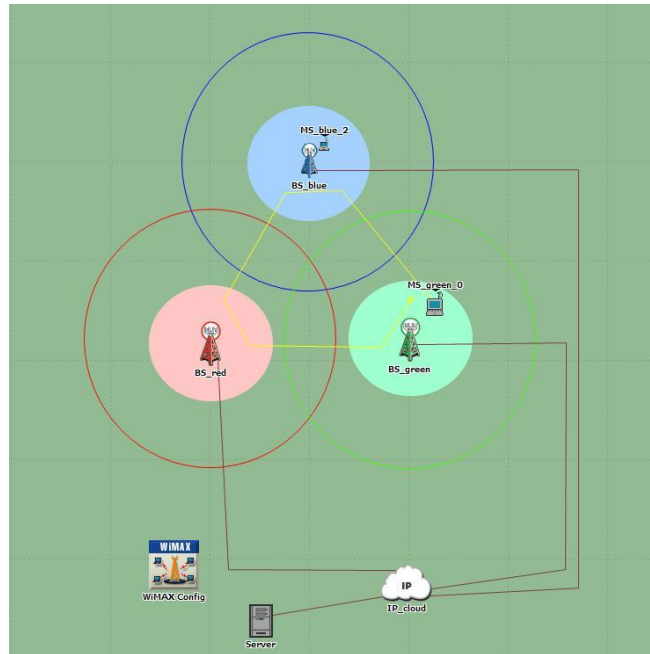 MS_blue_2
BS_blue
MS_green_0
BS_red
BS_green
WiMAX
WiMAX Config
IP
IP_cloud
Server